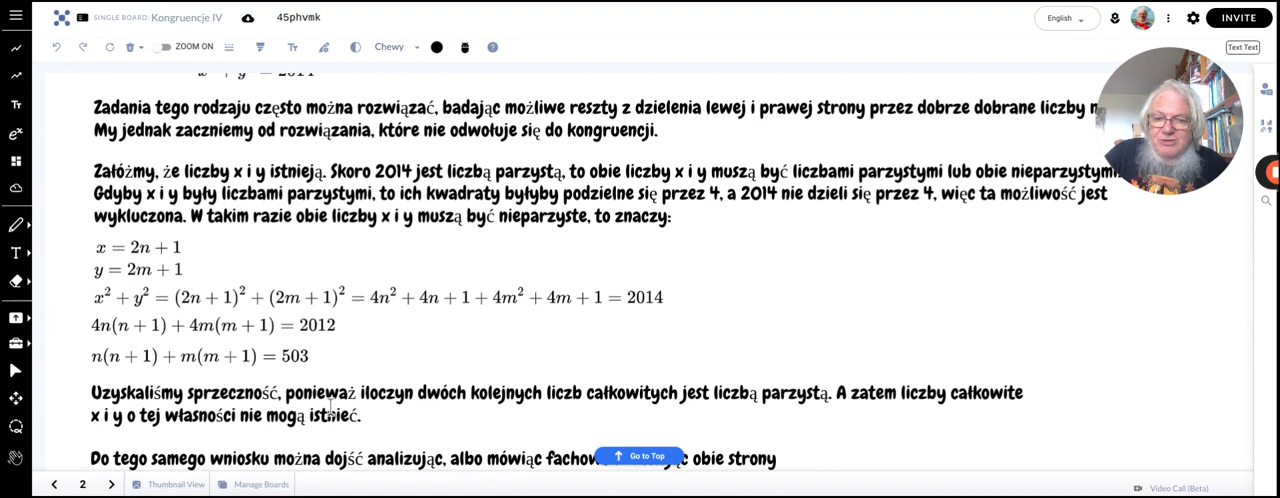 SINGLE BOARD: Kongruencje IV
45phvmk
English
INVITE
ZOOM ON
Chewy
Text Text
Zadania tego rodzaju często można rozwiązać, badając możliwe reszty z dzielenia lewej i prawej strony przez dobrze dobrane liczby
My jednak zaczniemy od rozwiązania, które nie odwołuje się do kongruencji.
Załóżmy, że liczby x i y istnieją. Skoro 2014 jest liczbą parzystą, to obie liczby x i y muszą być liczbami parzystymi lub obie nieparzystymi.
Gdyby x i y były liczbami parzystymi, to ich kwadraty byłyby podzielne się przez 4, a 2014 nie dzieli się przez 4, więc ta możliwość jest
wykluczona. W takim razie obie liczby x i y muszą być nieparzyste, to znaczy:
x = 2n + 1
y = 2m + 1
x² + y² = (2n + 1)² + (2m + 1)² = 4n² + 4n + 1 + 4m² + 4m + 1 = 2014
4n(n + 1) + 4m(m + 1) = 2012
n(n + 1) + m(m + 1) = 503
Uzyskaliśmy sprzeczność, ponieważ iloczyn dwóch kolejnych liczb całkowitych jest liczbą parzystą. A zatem liczby całkowite
x i y o tej własności nie mogą istnieć.
Do tego samego wniosku można dojść analizując, albo mówiąc obie strony
Go to Top
2
Thumbnail View
Manage Boards
Video Call (Beta)